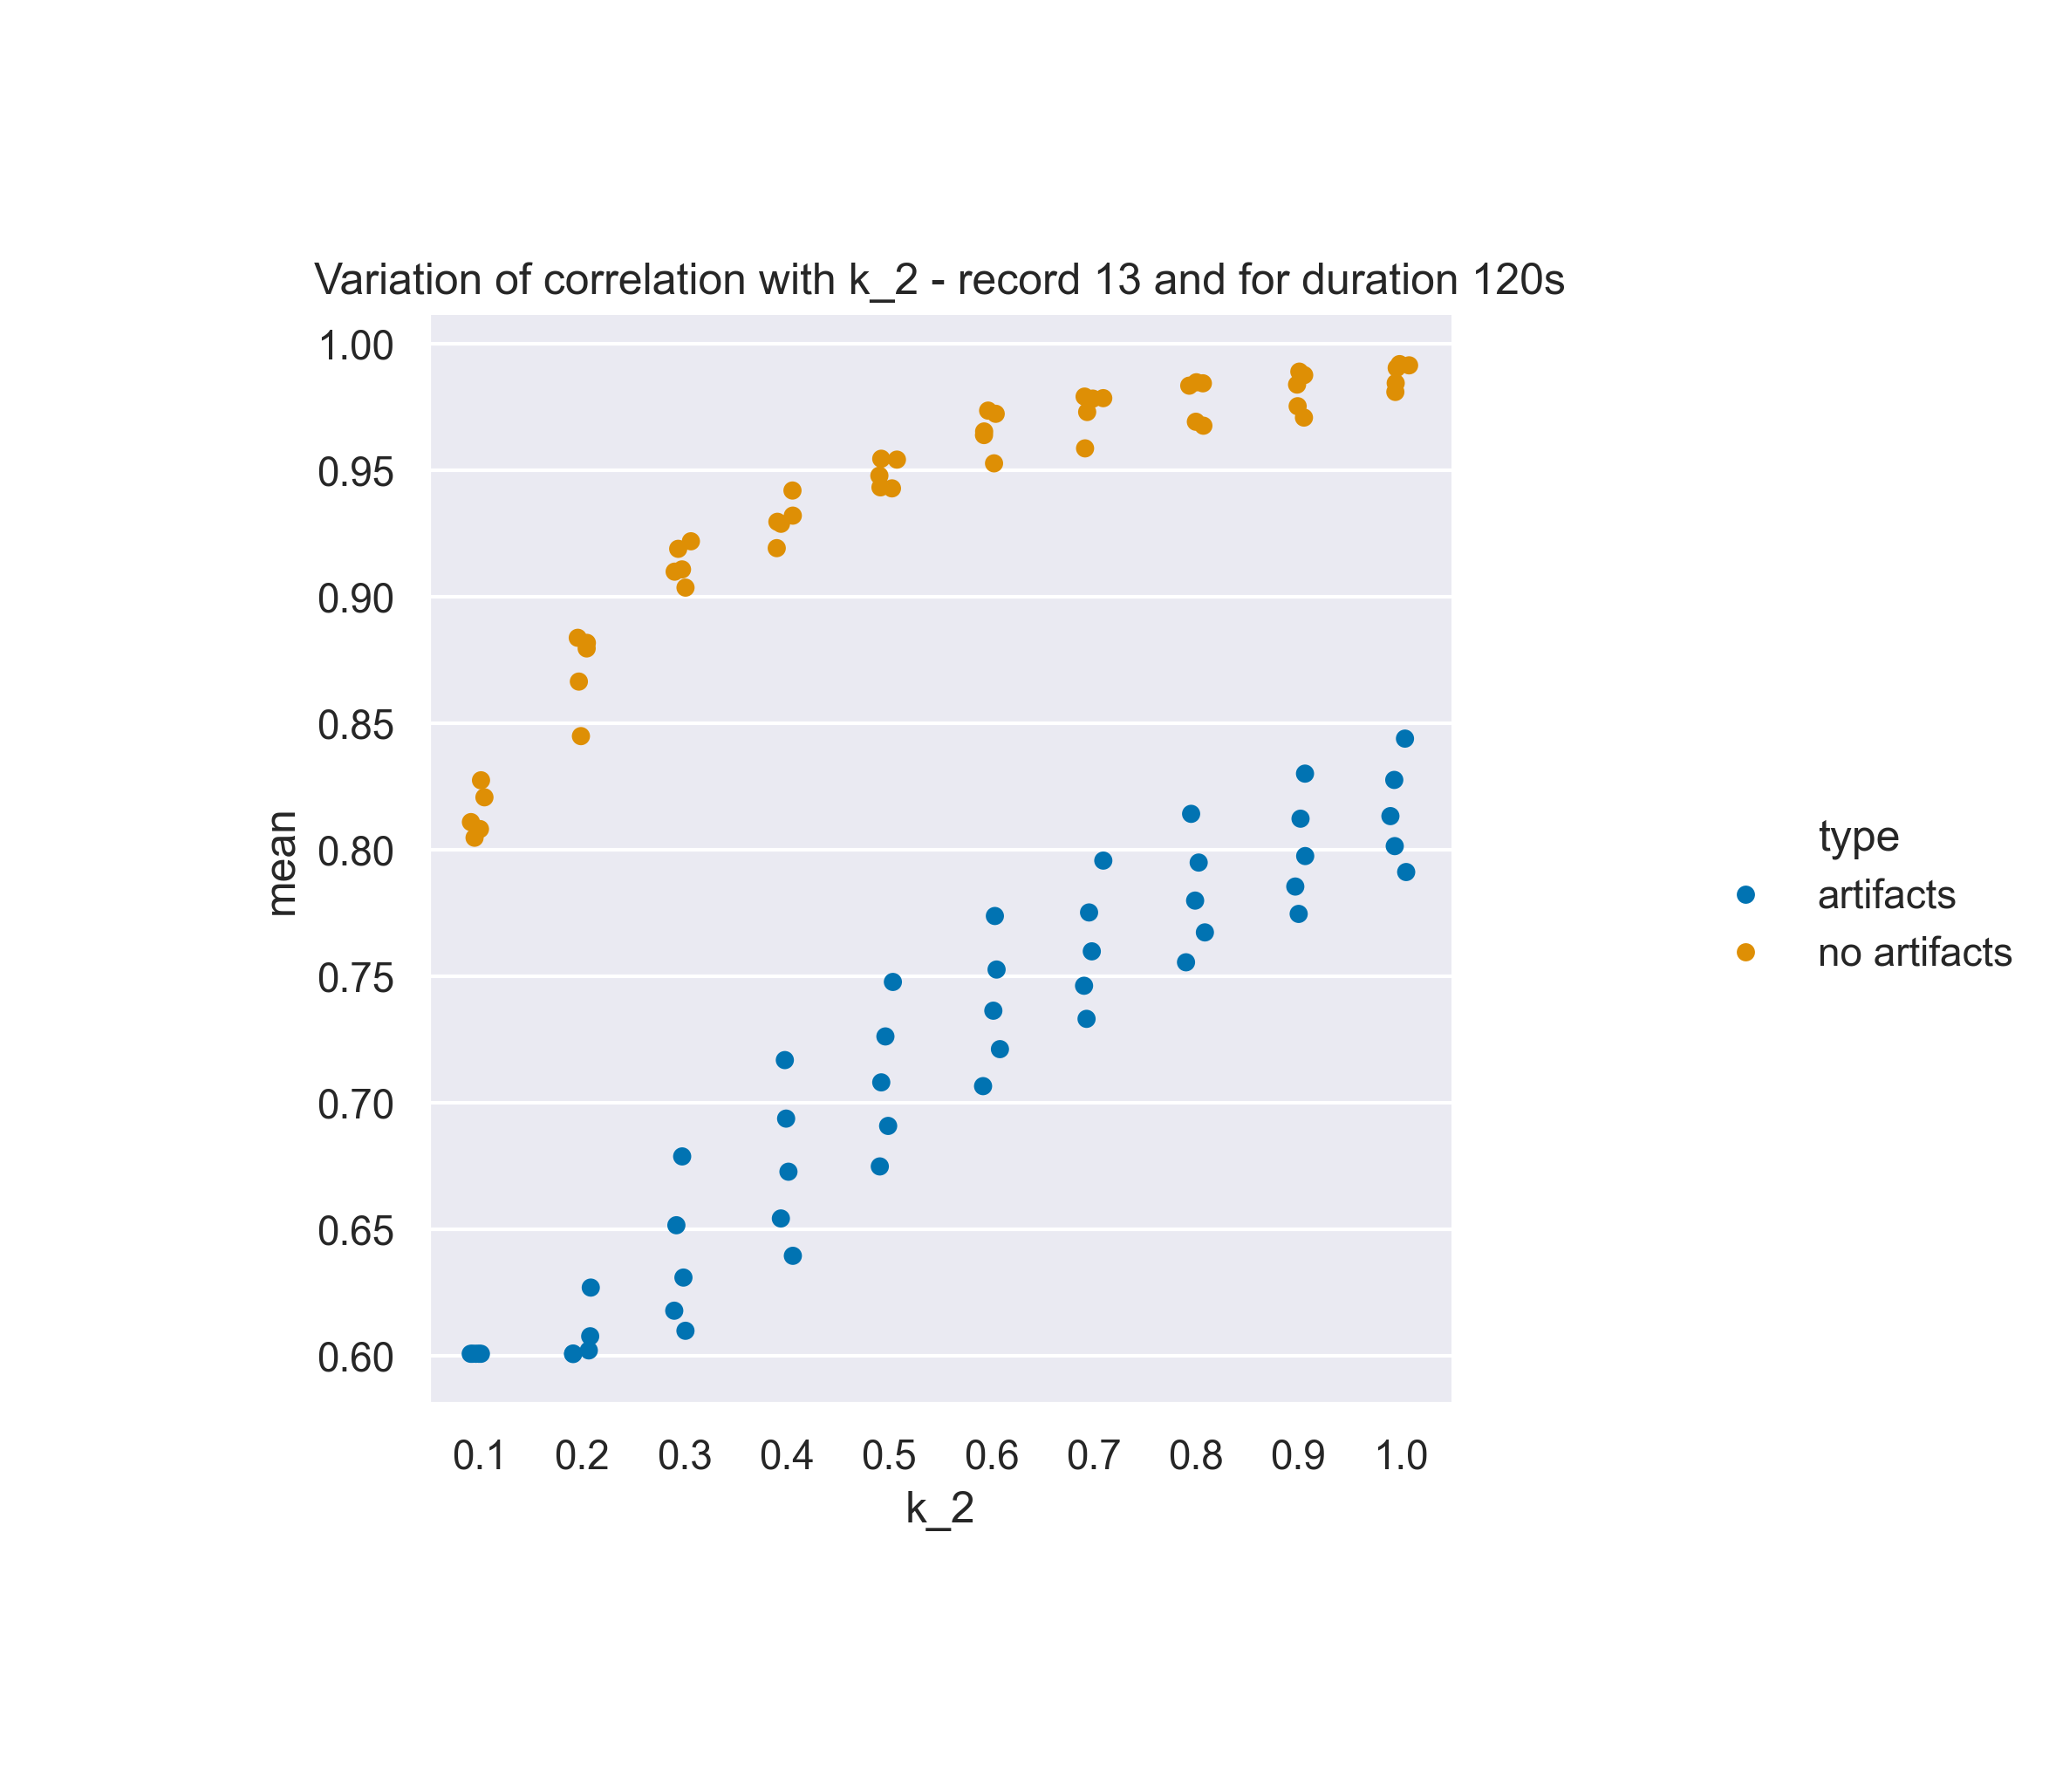 Variation of correlation with k_2 - record 13 and for duration 120s
1.00
0.95
0.90
0.85
0.80
0.75
0.70
0.65
0.60
mean
0.1 0.2 0.3 0.4 0.5 0.6 0.7 0.8 0.9 1.0
k_2
type
artifacts
no artifacts